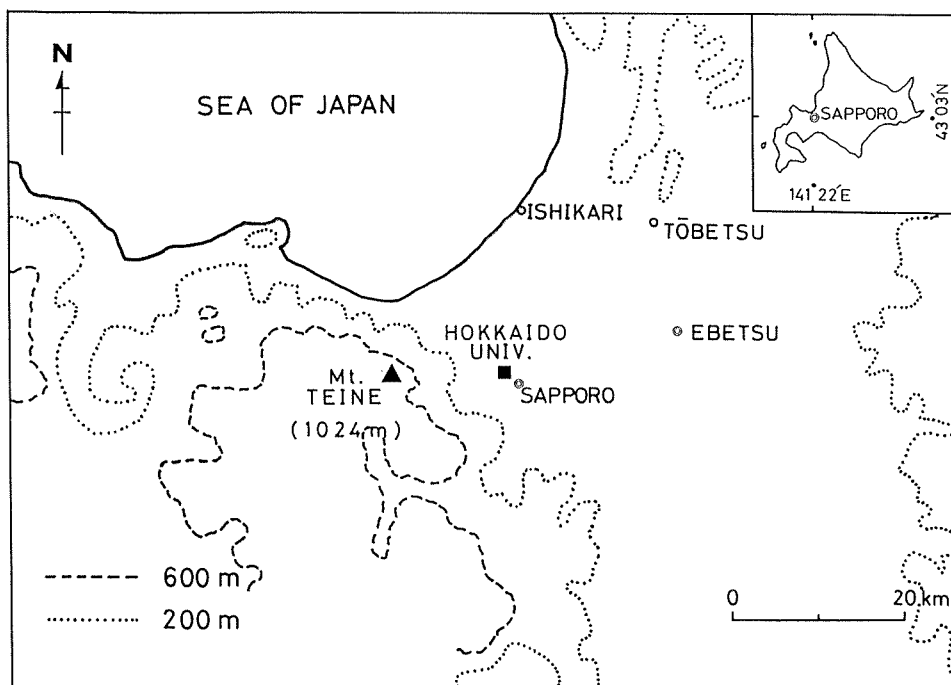 N
SEA OF JAPAN
SAPPORO
43°03′N
141°22′E
ISHIKARI
TŌBETSU
EBETSU
HOKKAIDO
UNIV.
SAPPORO
Mt.
TEINE
(1024m)
600 m
200 m
0 20 km